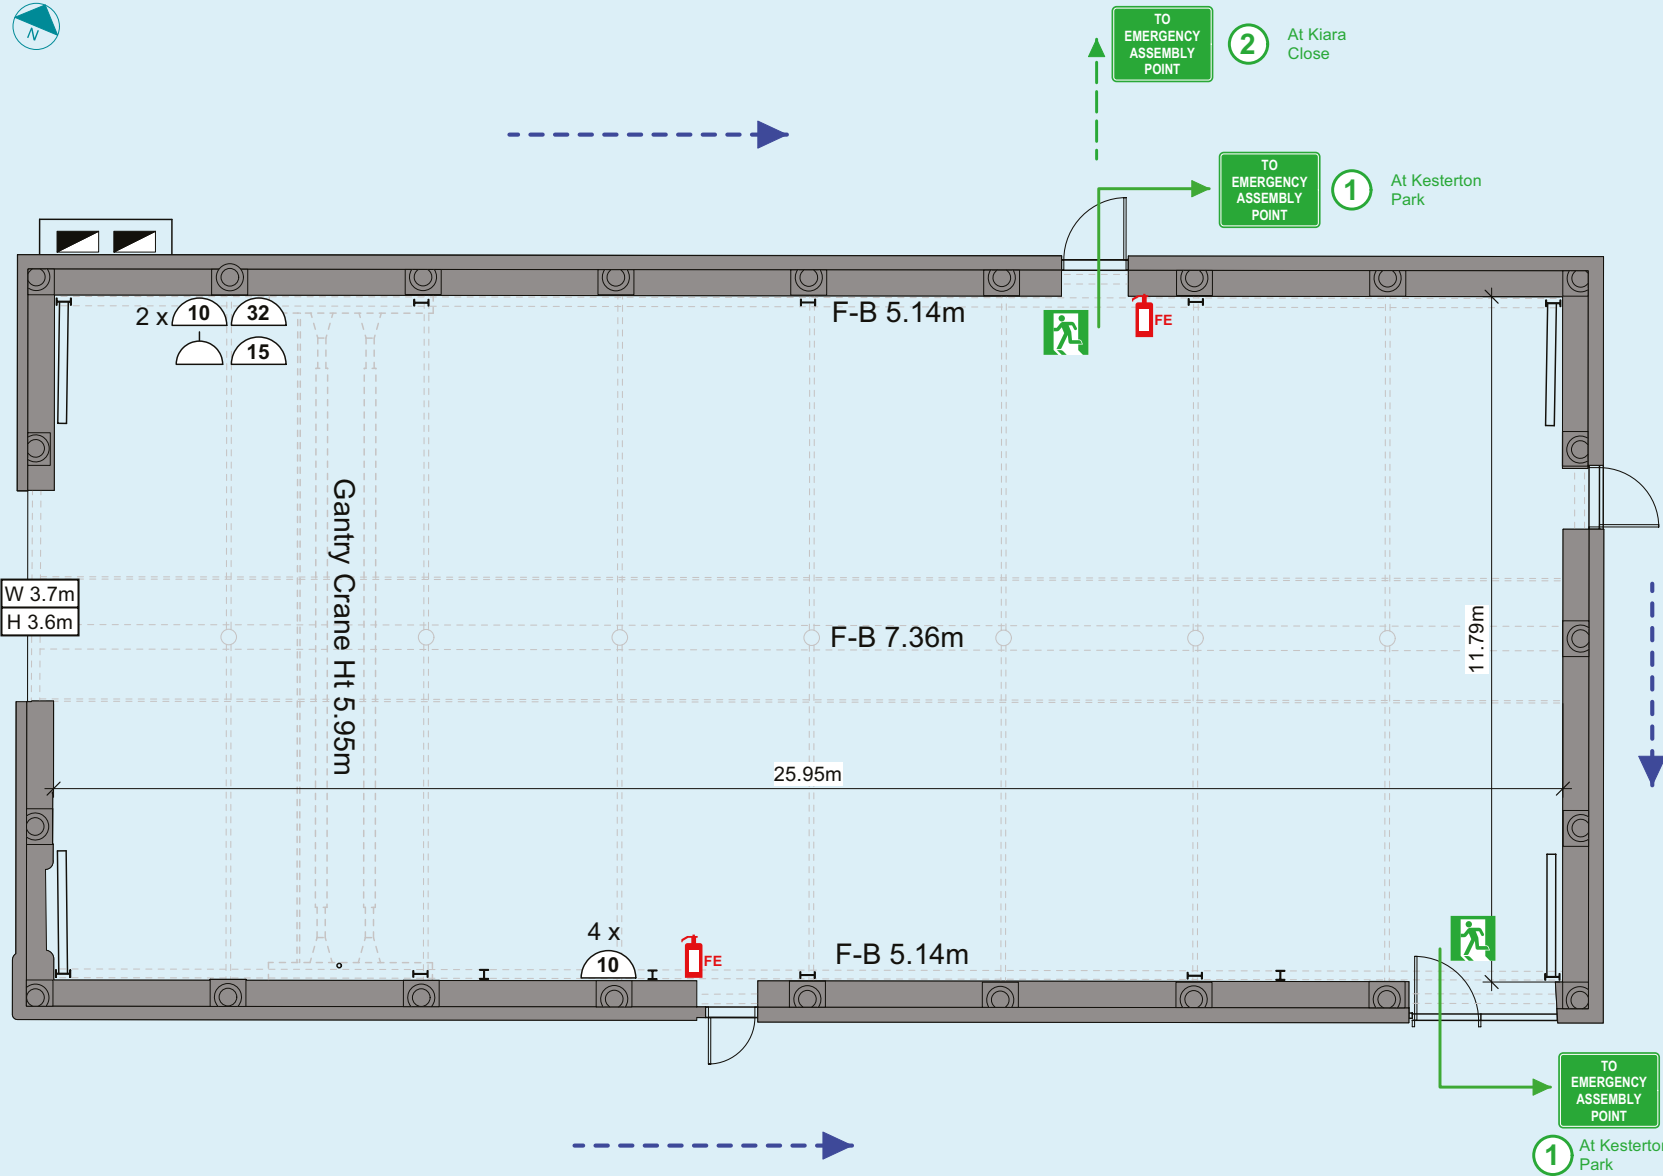 N
TO
EMERGENCY
ASSEMBLY
POINT
2
At Kiara
Close
TO
EMERGENCY
ASSEMBLY
POINT
1
At Kesterton
Park
2 x
10
32
15
F-B 5.14m
FE
Gantry Crane Ht 5.95m
W 3.7m
H 3.6m
F-B 7.36m
11.79m
25.95m
4 x
10
FE
F-B 5.14m
TO
EMERGENCY
ASSEMBLY
POINT
1
At Kesterton
Park